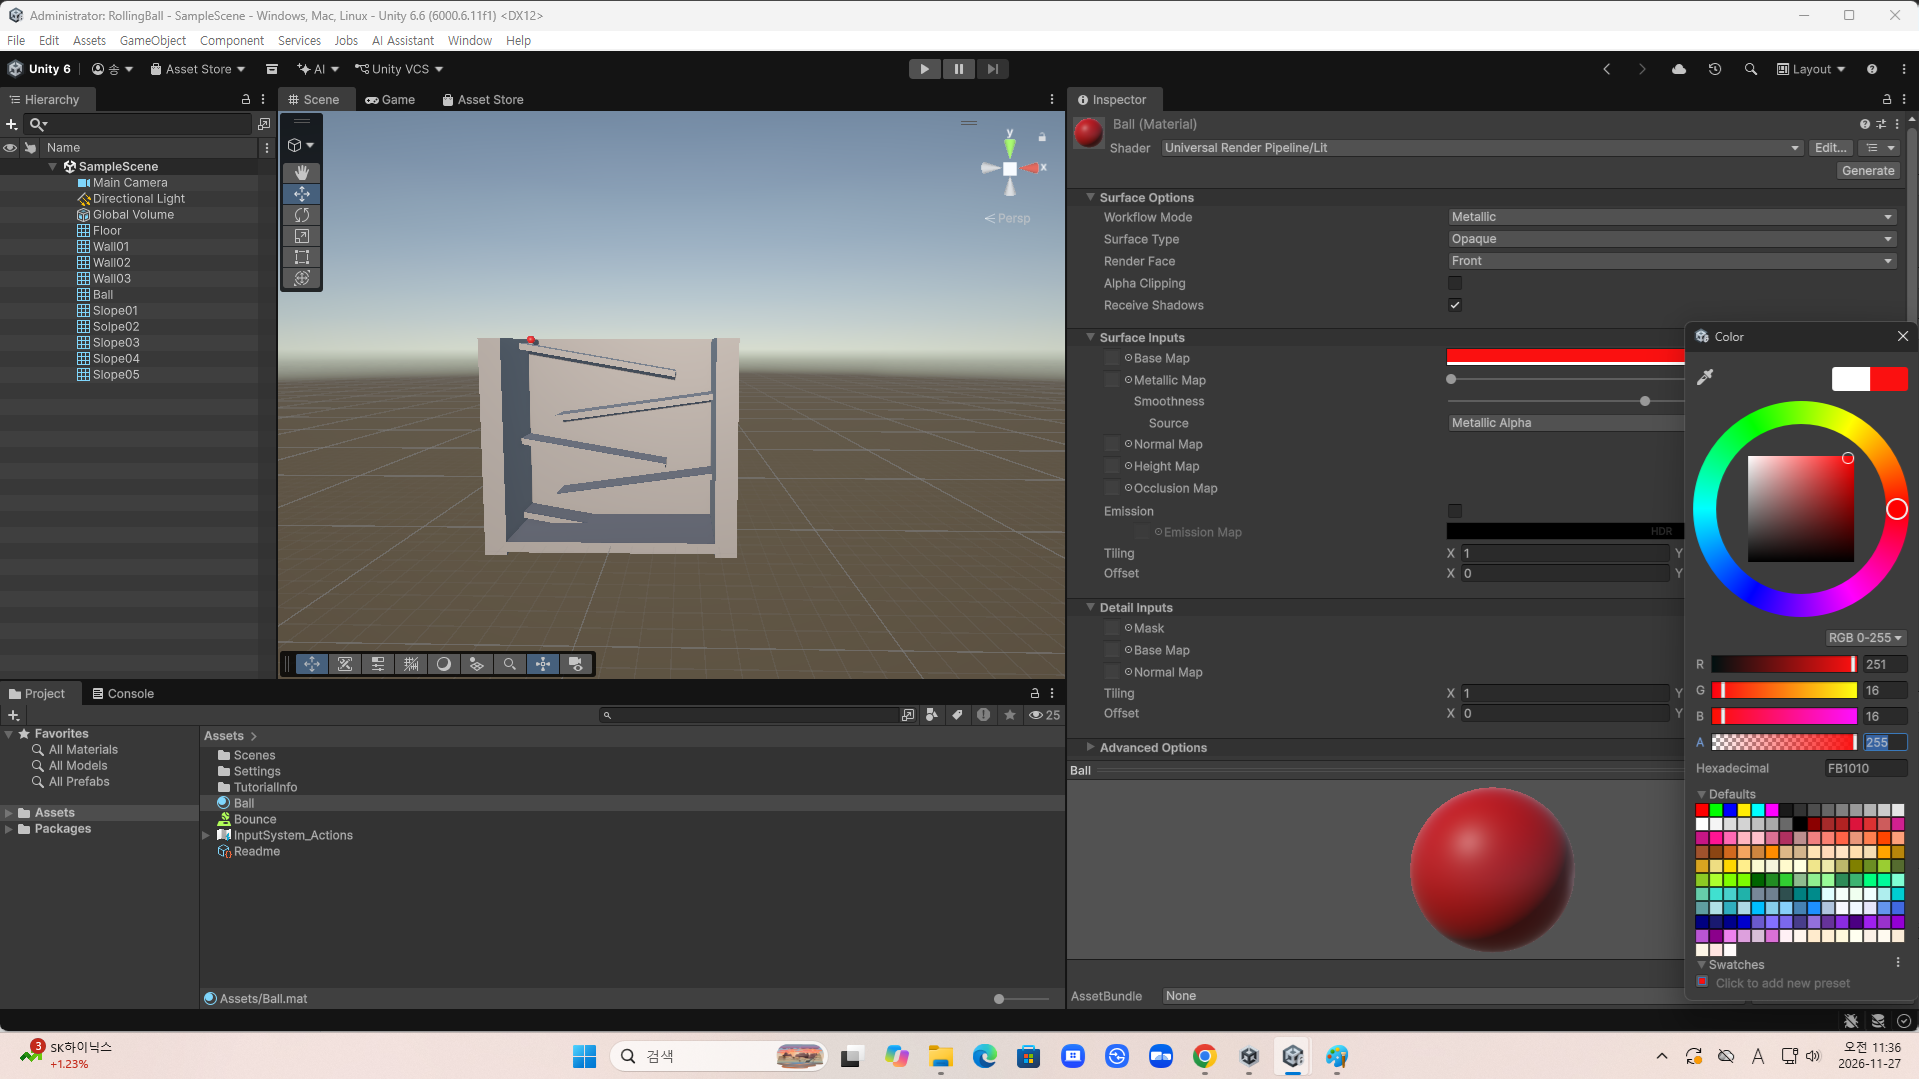 Administrator: RollingBall - SampleScene - Windows, Mac, Linux - Unity 6.6 (6000.6.11f1) <DX12>
File Edit Assets GameObject Component Services Jobs AI Assistant Window Help
Unity 6 송 Asset Store AI Unity VCS Layout
Hierarchy
Name
SampleScene
Main Camera
Directional Light
Global Volume
Floor
Wall01
Wall02
Wall03
Ball
Slope01
Solpe02
Slope03
Slope04
Slope05
Scene Game Asset Store
y
x
Persp
Inspector
Ball (Material)
Shader Universal Render Pipeline/Lit Edit...
Generate
Surface Options
Workflow Mode Metallic
Surface Type Opaque
Render Face Front
Alpha Clipping
Receive Shadows
Surface Inputs
Base Map
Metallic Map
Smoothness
Source Metallic Alpha
Normal Map
Height Map
Occlusion Map
Emission
Emission Map HDR
Tiling X 1 Y
Offset X 0 Y
Detail Inputs
Mask
Base Map
Normal Map
Tiling X 1 Y
Offset X 0 Y
Advanced Options
Ball
AssetBundle None
Color
RGB 0-255
R 251
G 16
B 16
A 255
Hexadecimal FB1010
Defaults
Swatches
Click to add new preset
Project Console
25
Favorites
All Materials
All Models
All Prefabs
Assets
Packages
Assets
Scenes
Settings
TutorialInfo
Ball
Bounce
InputSystem_Actions
Readme
Assets/Ball.mat
3
SK하이닉스
+1.23%
검색
A
오전 11:36
2026-11-27